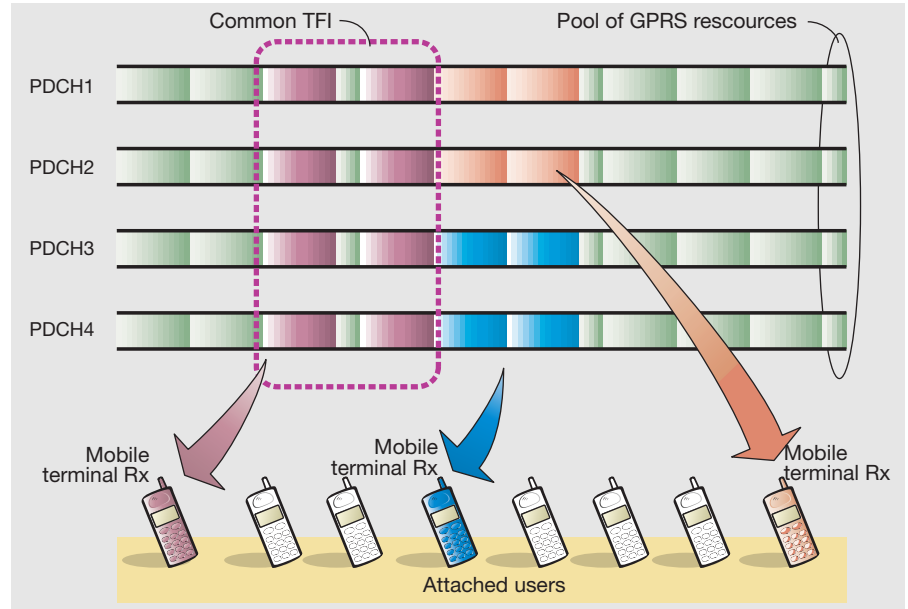 Common TFI
Pool of GPRS rescources
PDCH1
PDCH2
PDCH3
PDCH4
Mobile
terminal Rx
Mobile
terminal Rx
Mobile
terminal Rx
Attached users